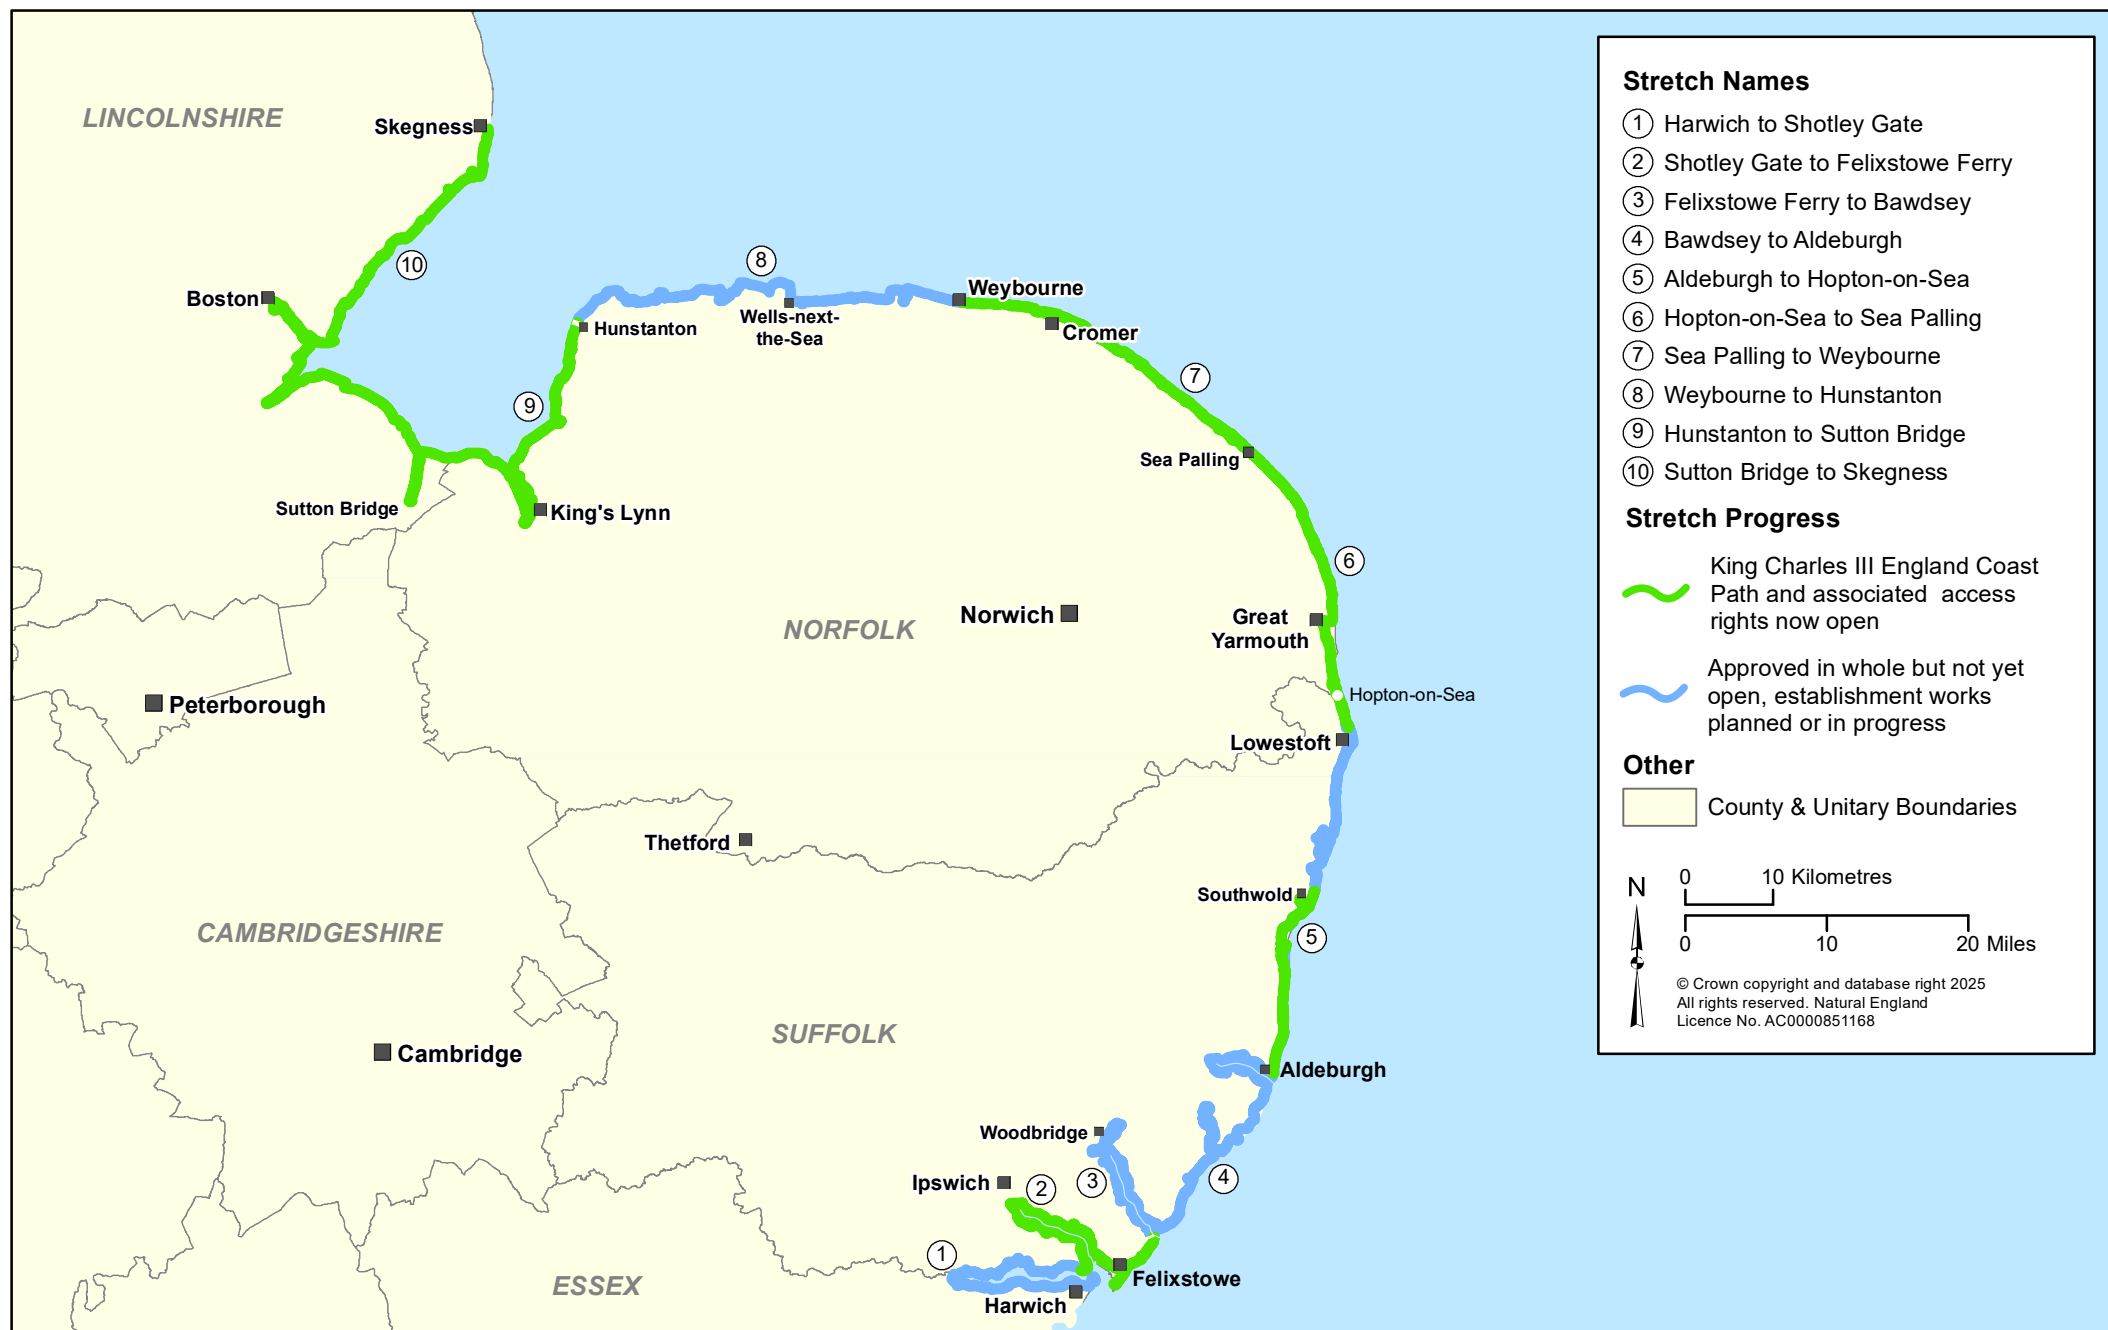 LINCOLNSHIRE
Skegness
10
Boston
8
Weybourne
Wells-next-
the-Sea
Hunstanton
Cromer
7
9
Sea Palling
Sutton Bridge
King's Lynn
6
Norwich
NORFOLK
Great
Yarmouth
Peterborough
Hopton-on-Sea
Lowestoft
Thetford
Southwold
CAMBRIDGESHIRE
5
SUFFOLK
Cambridge
Aldeburgh
Woodbridge
Ipswich
2
3
4
1
Felixstowe
ESSEX
Harwich
Stretch Names
1 Harwich to Shotley Gate
2 Shotley Gate to Felixstowe Ferry
3 Felixstowe Ferry to Bawdsey
4 Bawdsey to Aldeburgh
5 Aldeburgh to Hopton-on-Sea
6 Hopton-on-Sea to Sea Palling
7 Sea Palling to Weybourne
8 Weybourne to Hunstanton
9 Hunstanton to Sutton Bridge
10 Sutton Bridge to Skegness
Stretch Progress
King Charles III England Coast
Path and associated access
rights now open
Approved in whole but not yet
open, establishment works
planned or in progress
Other
County & Unitary Boundaries
N
0 10 Kilometres
0 10 20 Miles
© Crown copyright and database right 2025
All rights reserved. Natural England
Licence No. AC0000851168